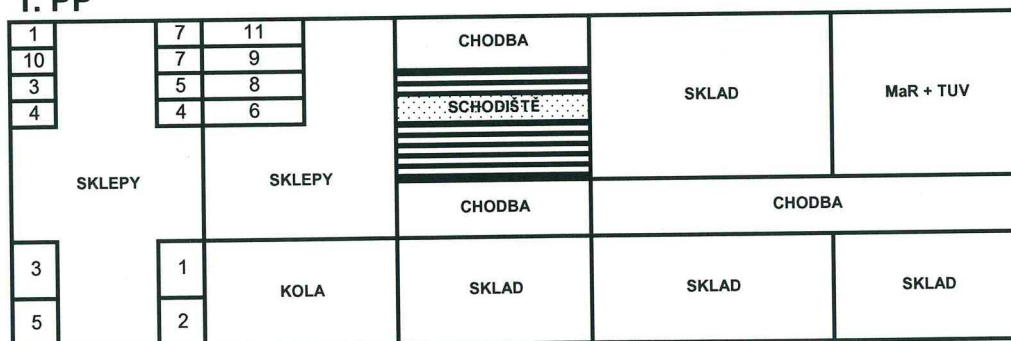 1. PP
1 7 11 CHODBA
10 7 9
3 5 8 SKLAD MaR + TUV
4 4 6 SCHODIŠTĚ
SKLEPY SKLEPY
CHODBA CHODBA
3 1
KOLA SKLAD SKLAD SKLAD
5 2